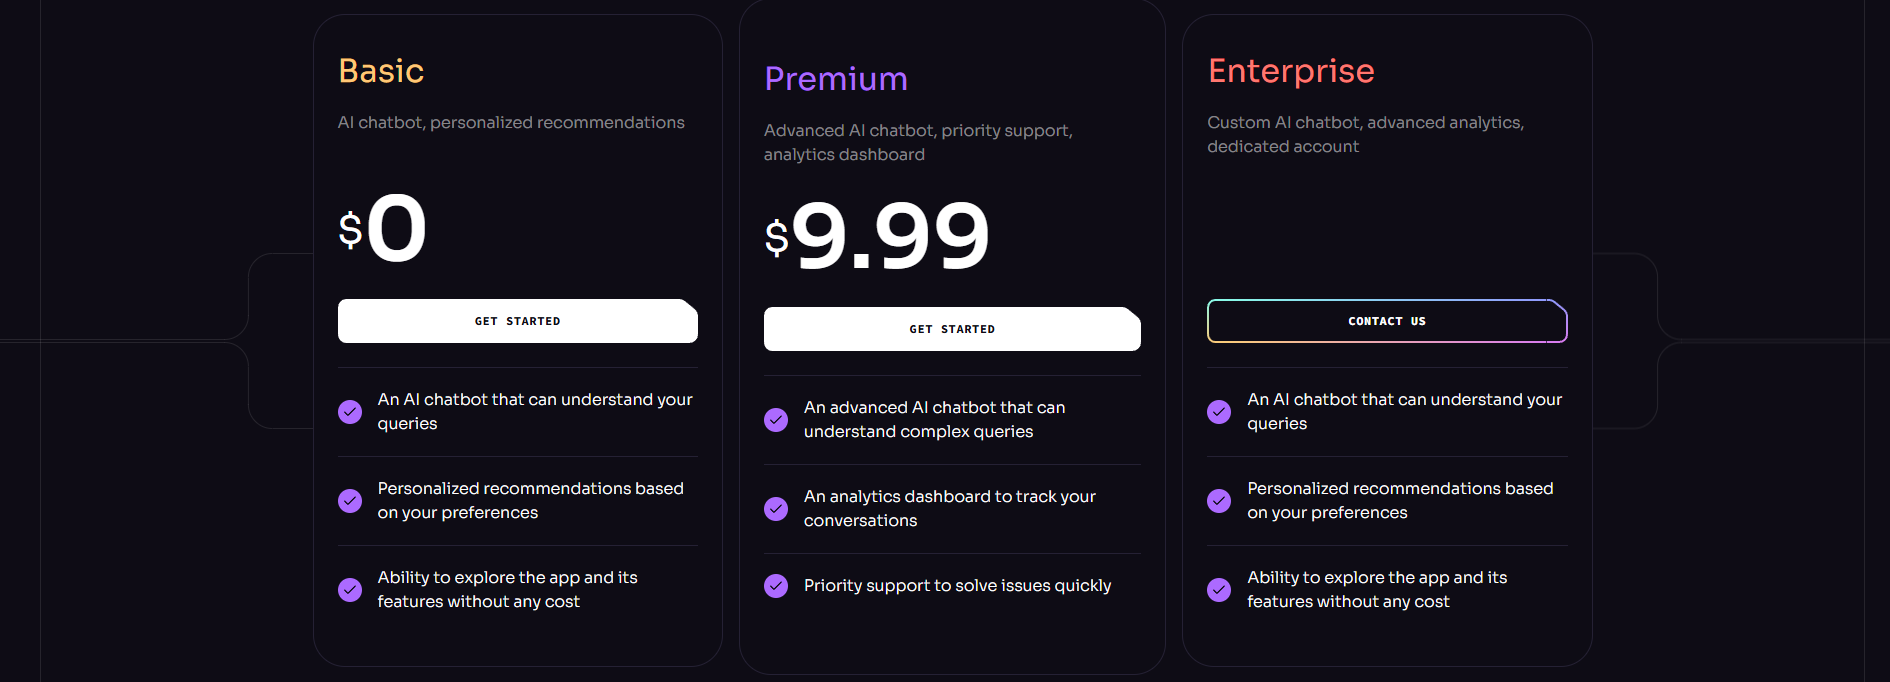 Basic
AI chatbot, personalized recommendations
$0
GET STARTED
An AI chatbot that can understand your
queries
Personalized recommendations based
on your preferences
Ability to explore the app and its
features without any cost
Premium
Advanced AI chatbot, priority support,
analytics dashboard
$9.99
GET STARTED
An advanced AI chatbot that can
understand complex queries
An analytics dashboard to track your
conversations
Priority support to solve issues quickly
Enterprise
Custom AI chatbot, advanced analytics,
dedicated account
CONTACT US
An AI chatbot that can understand your
queries
Personalized recommendations based
on your preferences
Ability to explore the app and its
features without any cost